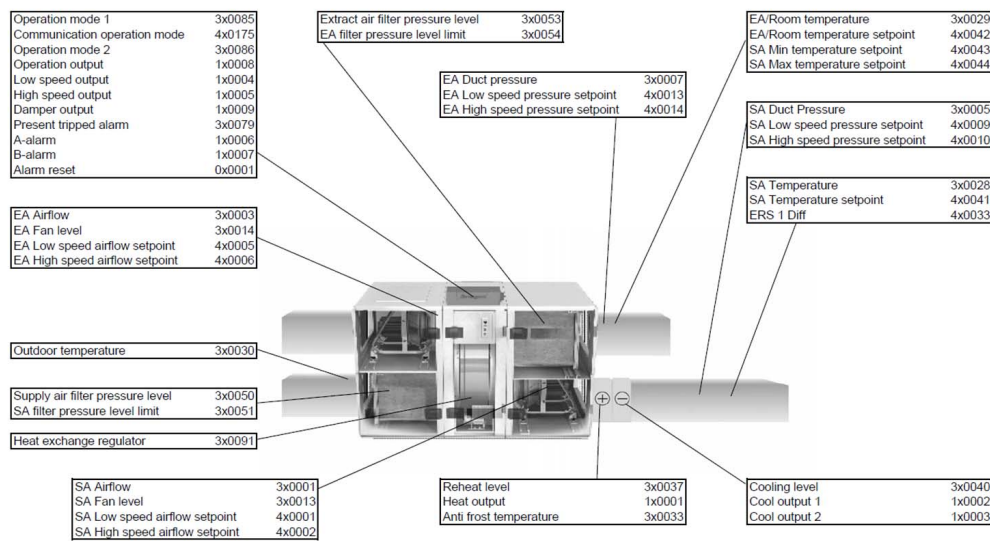 Operation mode 1 3x0085
Communication operation mode 4x0175
Operation mode 2 3x0086
Operation output 1x0008
Low speed output 1x0004
High speed output 1x0005
Damper output 1x0009
Present tripped alarm 3x0079
A-alarm 1x0006
B-alarm 1x0007
Alarm reset 0x0001
Extract air filter pressure level 3x0053
EA filter pressure level limit 3x0054
EA Duct pressure 3x0007
EA Low speed pressure setpoint 4x0013
EA High speed pressure setpoint 4x0014
EA/Room temperature 3x0029
EA/Room temperature setpoint 4x0042
SA Min temperature setpoint 4x0043
SA Max temperature setpoint 4x0044
SA Duct Pressure 3x0005
SA Low speed pressure setpoint 4x0009
SA High speed pressure setpoint 4x0010
SA Temperature 3x0028
SA Temperature setpoint 4x0041
ERS 1 Diff 4x0033
EA Airflow 3x0003
EA Fan level 3x0014
EA Low speed airflow setpoint 4x0005
EA High speed airflow setpoint 4x0006
Outdoor temperature 3x0030
Supply air filter pressure level 3x0050
SA filter pressure level limit 3x0051
Heat exchange regulator 3x0091
SA Airflow 3x0001
SA Fan level 3x0013
SA Low speed airflow setpoint 4x0001
SA High speed airflow setpoint 4x0002
Reheat level 3x0037
Heat output 1x0001
Anti frost temperature 3x0033
Cooling level 3x0040
Cool output 1 1x0002
Cool output 2 1x0003